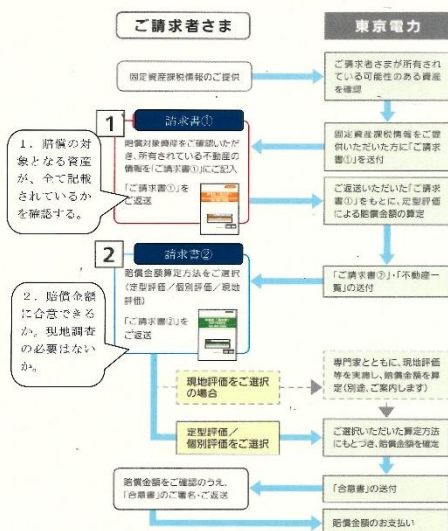 ご請求者さま
東京電力
固定資産課税情報のご提供
ご請求者さまが所有され
ている可能性のある資産
を確認
1
請求書①
賠償対象資産をご確認いただ
き、所有されている不動産の
情報を「ご請求書①」にご記入
「ご請求書①」を
ご返送
1．賠償の対
象となる資産
が、全て記載
されているか
を確認する。
固定資産課税情報をご提
供いただいた方に「ご請求
書①」を送付
ご返送いただいた「ご請求
書①」をもとに、定型評価
による賠償金額の算定
2
請求書②
賠償金額算定方法をご選択
(定型評価／個別評価／現地
評価)
「ご請求書②」を
ご返送
2．賠償金額
に合意できる
か。現地調査
の必要はない
か。
「ご請求書②」・「不動産一
覧」の送付
現地評価をご選択
の場合
専門家とともに、現地評価
等を実施し、賠償金額を算
定(別途、ご案内します)
定型評価／
個別評価をご選択
ご選択いただいた算定方法
にもとづき、賠償金額を確定
賠償金額をご確認のうえ、
「合意書」のご署名・ご返送
「合意書」の送付
賠償金額のお支払い